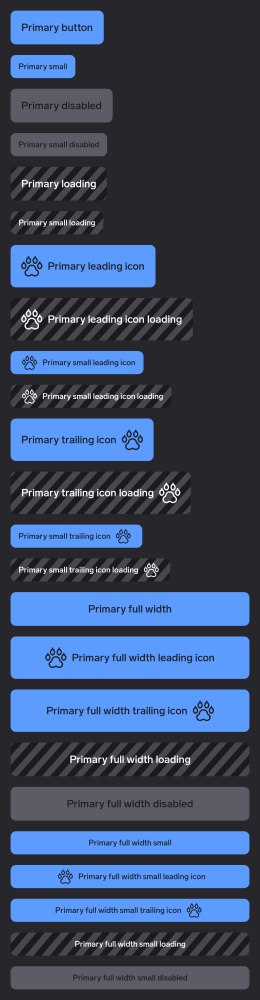 Primary button
Primary small
Primary disabled
Primary small disabled
Primary loading
Primary small loading
Primary leading icon
Primary leading icon loading
Primary small leading icon
Primary small leading icon loading
Primary trailing icon
Primary trailing icon loading
Primary small trailing icon
Primary small trailing icon loading
Primary full width
Primary full width leading icon
Primary full width trailing icon
Primary full width loading
Primary full width disabled
Primary full width small
Primary full width small leading icon
Primary full width small trailing icon
Primary full width small loading
Primary full width small disabled